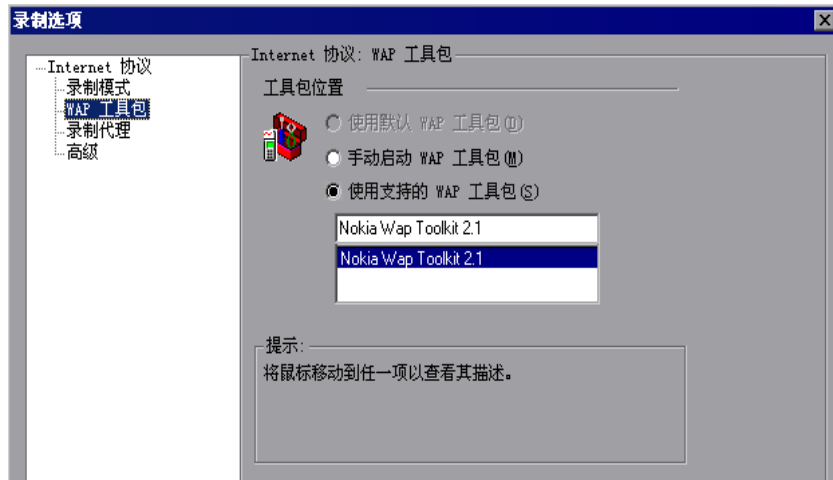 录制选项
Internet 协议
录制模式
WAP 工具包
录制代理
高级
Internet 协议: WAP 工具包
工具包位置
使用默认 WAP 工具包(D)
手动启动 WAP 工具包(M)
使用支持的 WAP 工具包(S)
Nokia Wap Toolkit 2.1
Nokia Wap Toolkit 2.1
提示:
将鼠标移动到任一项以查看其描述。